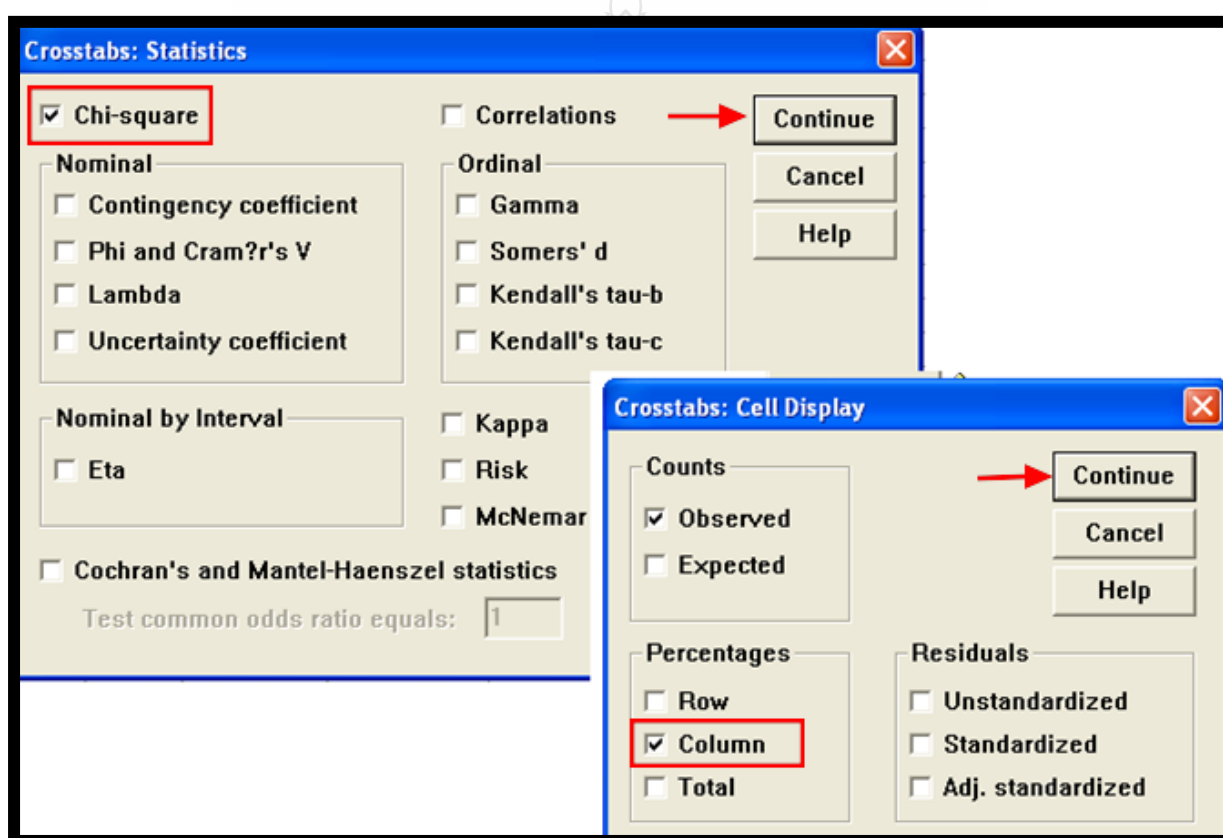 Crosstabs: Statistics
Chi-square
Correlations
Continue
Cancel
Help
Nominal
Contingency coefficient
Phi and Cram?r's V
Lambda
Uncertainty coefficient
Ordinal
Gamma
Somers' d
Kendall's tau-b
Kendall's tau-c
Nominal by Interval
Eta
Kappa
Risk
McNemar
Cochran's and Mantel-Haenszel statistics
Test common odds ratio equals: 1
Crosstabs: Cell Display
Counts
Observed
Expected
Continue
Cancel
Help
Percentages
Row
Column
Total
Residuals
Unstandardized
Standardized
Adj. standardized